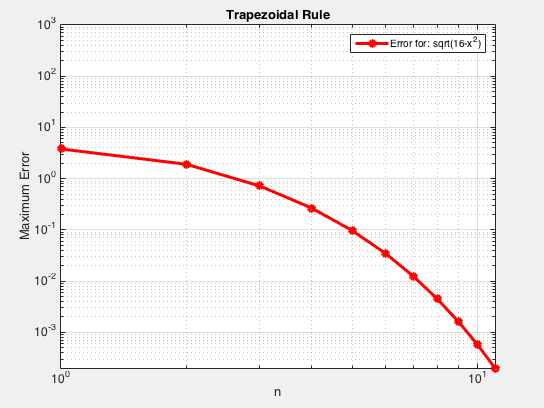 Trapezoidal Rule
Error for: sqrt(16-x²)
10³
10²
10¹
10⁰
10⁻¹
10⁻²
10⁻³
Maximum Error
10⁰
10¹
n